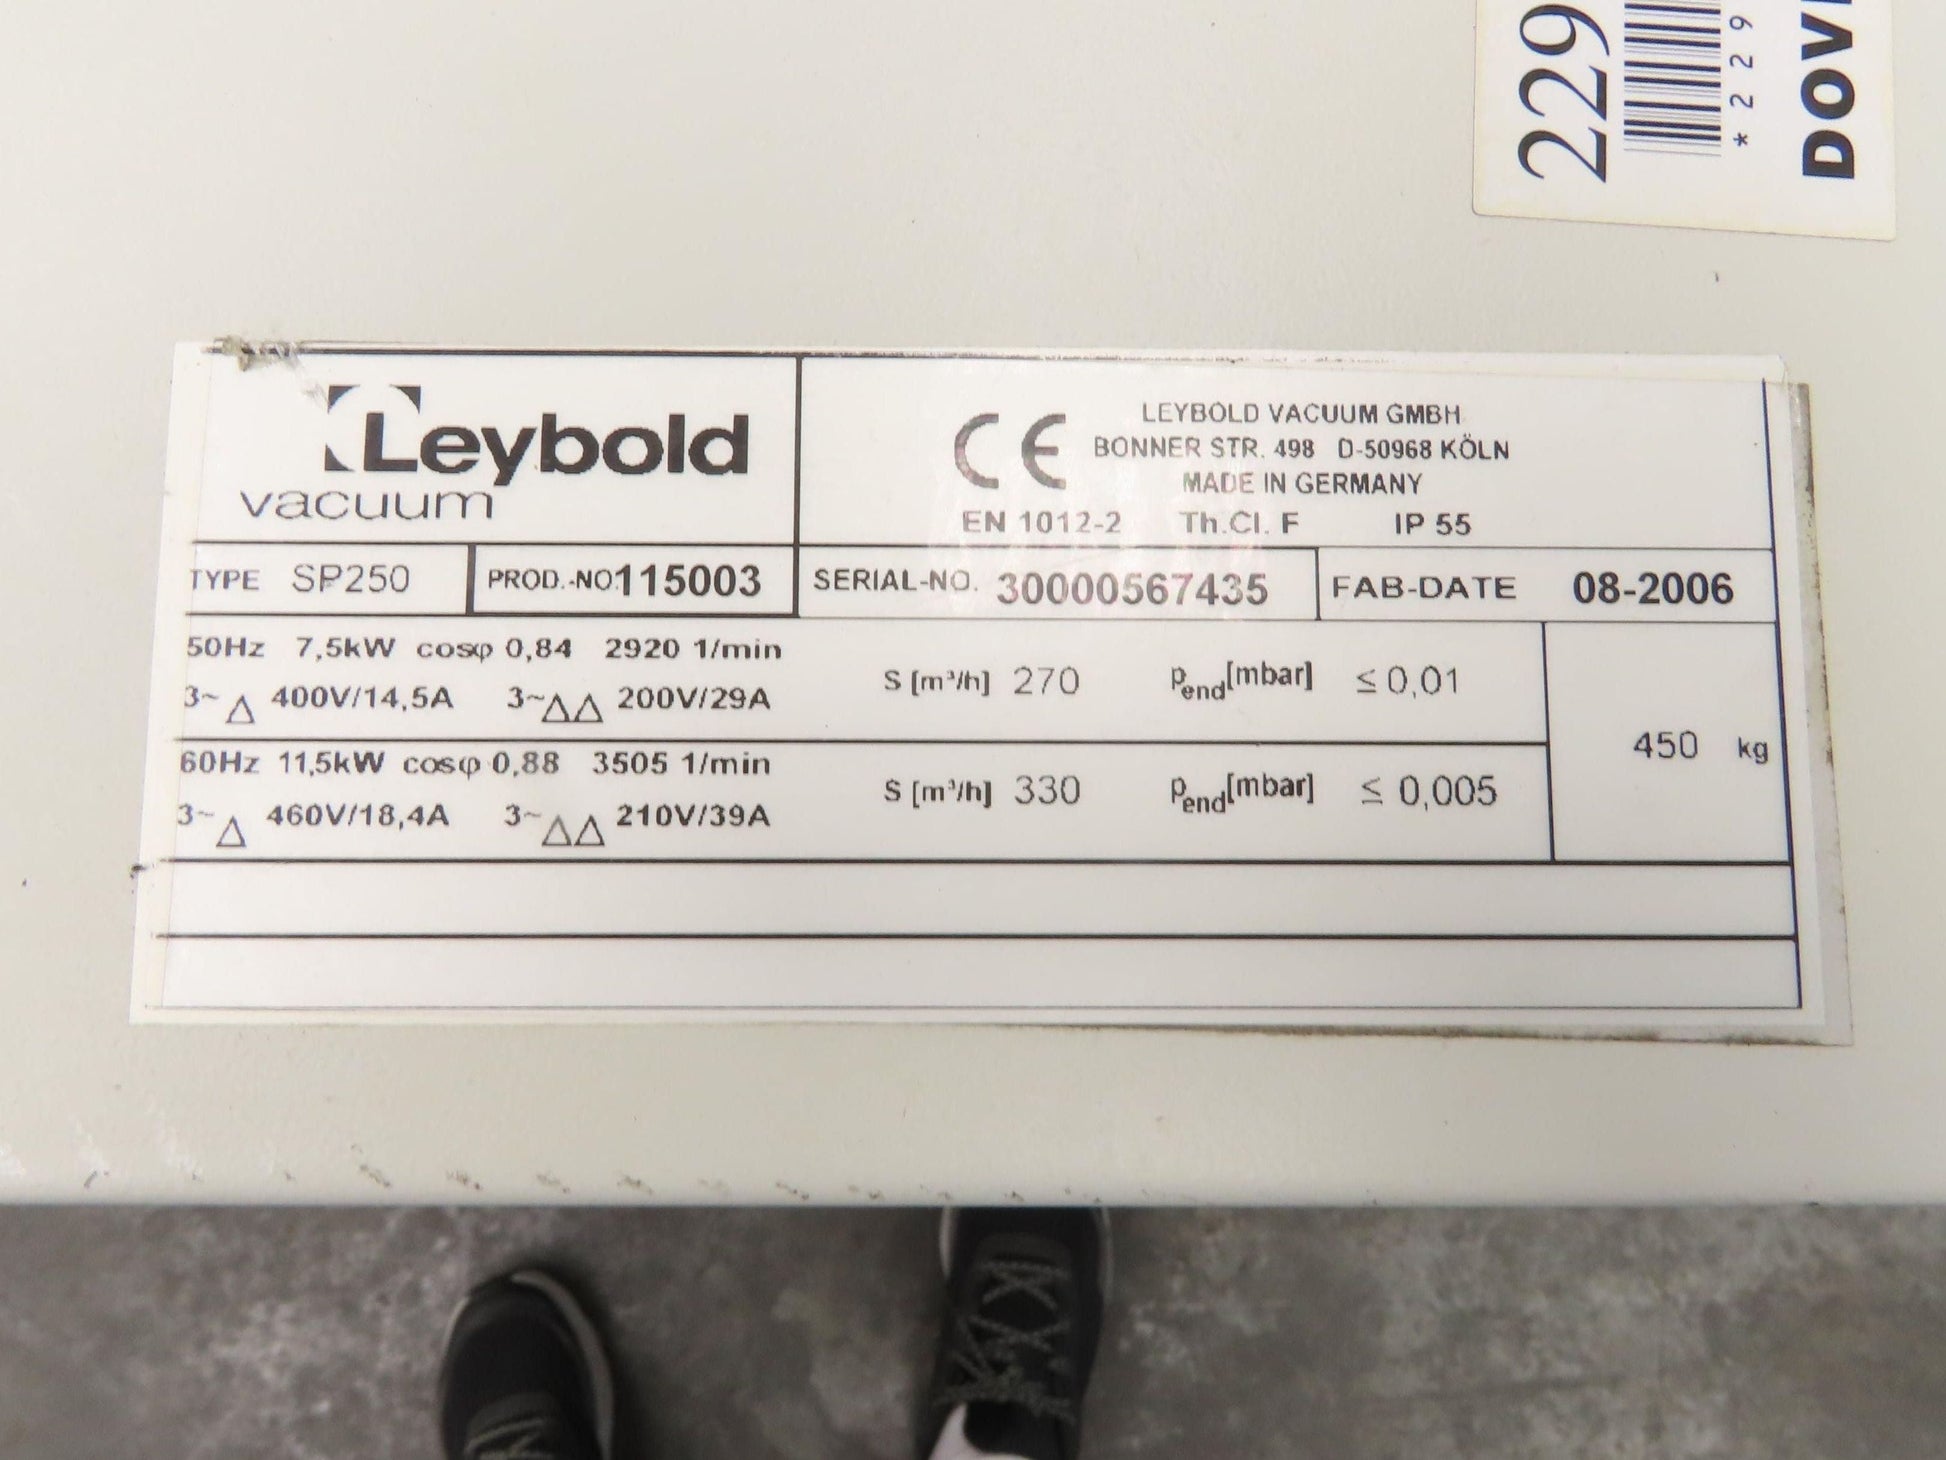 229
*229
DOV
Leybold
vacuum
CE
LEYBOLD VACUUM GMBH
BONNER STR. 498 D-50968 KÖLN
MADE IN GERMANY
EN 1012-2 Th.Cl. F IP 55
TYPE SP250
PROD.-NO. 115003
SERIAL-NO. 30000567435
FAB-DATE 08-2006
50Hz 7,5kW cosφ 0,84 2920 1/min
3~ △ 400V/14,5A 3~ △△ 200V/29A
S [m³/h] 270 pend[mbar] ≤ 0,01
60Hz 11,5kW cosφ 0,88 3505 1/min
3~ △ 460V/18,4A 3~ △△ 210V/39A
S [m³/h] 330 pend[mbar] ≤ 0,005
450 kg